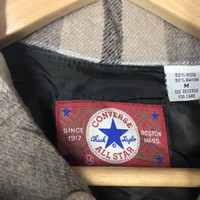 CONVERSE
SINCE
1917
Chuck Taylor
BOSTON
MASS.
ALL STAR
M
50% WOOL
50% RAYON
M
SEE REVERSE
FOR CARE